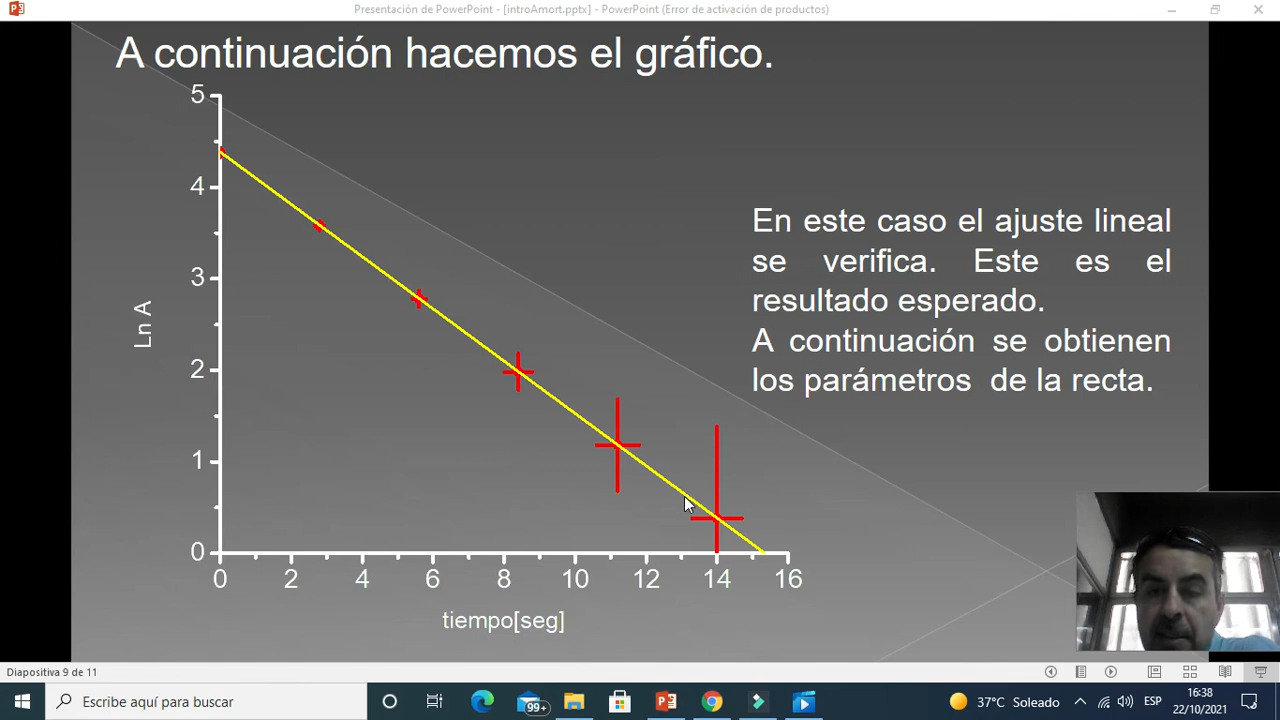 Presentación de PowerPoint - [introAmort.pptx] - PowerPoint (Error de activación de productos)
A continuación hacemos el gráfico.
5
4
3
2
1
0
Ln A
0 2 4 6 8 10 12 14 16
tiempo[seg]
En este caso el ajuste lineal
se verifica. Este es el
resultado esperado.
A continuación se obtienen
los parámetros de la recta.
Diapositiva 9 de 11
Escribe aquí para buscar
99+
37°C Soleado
ESP
16:38
22/10/2021